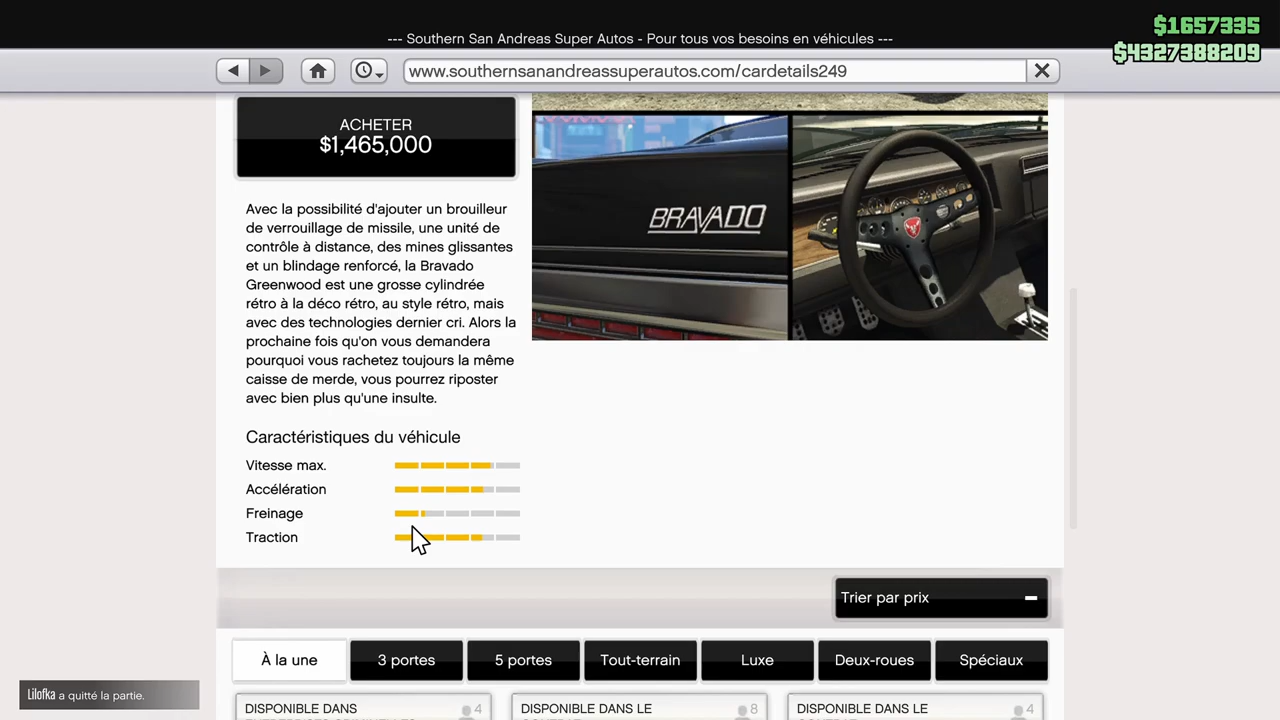 $1657335
--- Southern San Andreas Super Autos - Pour tous vos besoins en véhicules ---
$4327388209
www.southernsanandreassuperautos.com/cardetails249
ACHETER
$1,465,000
BRAVADO
Avec la possibilité d'ajouter un brouilleur
de verrouillage de missile, une unité de
contrôle à distance, des mines glissantes
et un blindage renforcé, la Bravado
Greenwood est une grosse cylindrée
rétro à la déco rétro, au style rétro, mais
avec des technologies dernier cri. Alors la
prochaine fois qu'on vous demandera
pourquoi vous rachetez toujours la même
caisse de merde, vous pourrez riposter
avec bien plus qu'une insulte.
Caractéristiques du véhicule
Vitesse max.
Accélération
Freinage
Traction
Trier par prix
À la une 3 portes 5 portes Tout-terrain Luxe Deux-roues Spéciaux
Lilofka a quitté la partie.
DISPONIBLE DANS 4 DISPONIBLE DANS LE 8 DISPONIBLE DANS LE 4